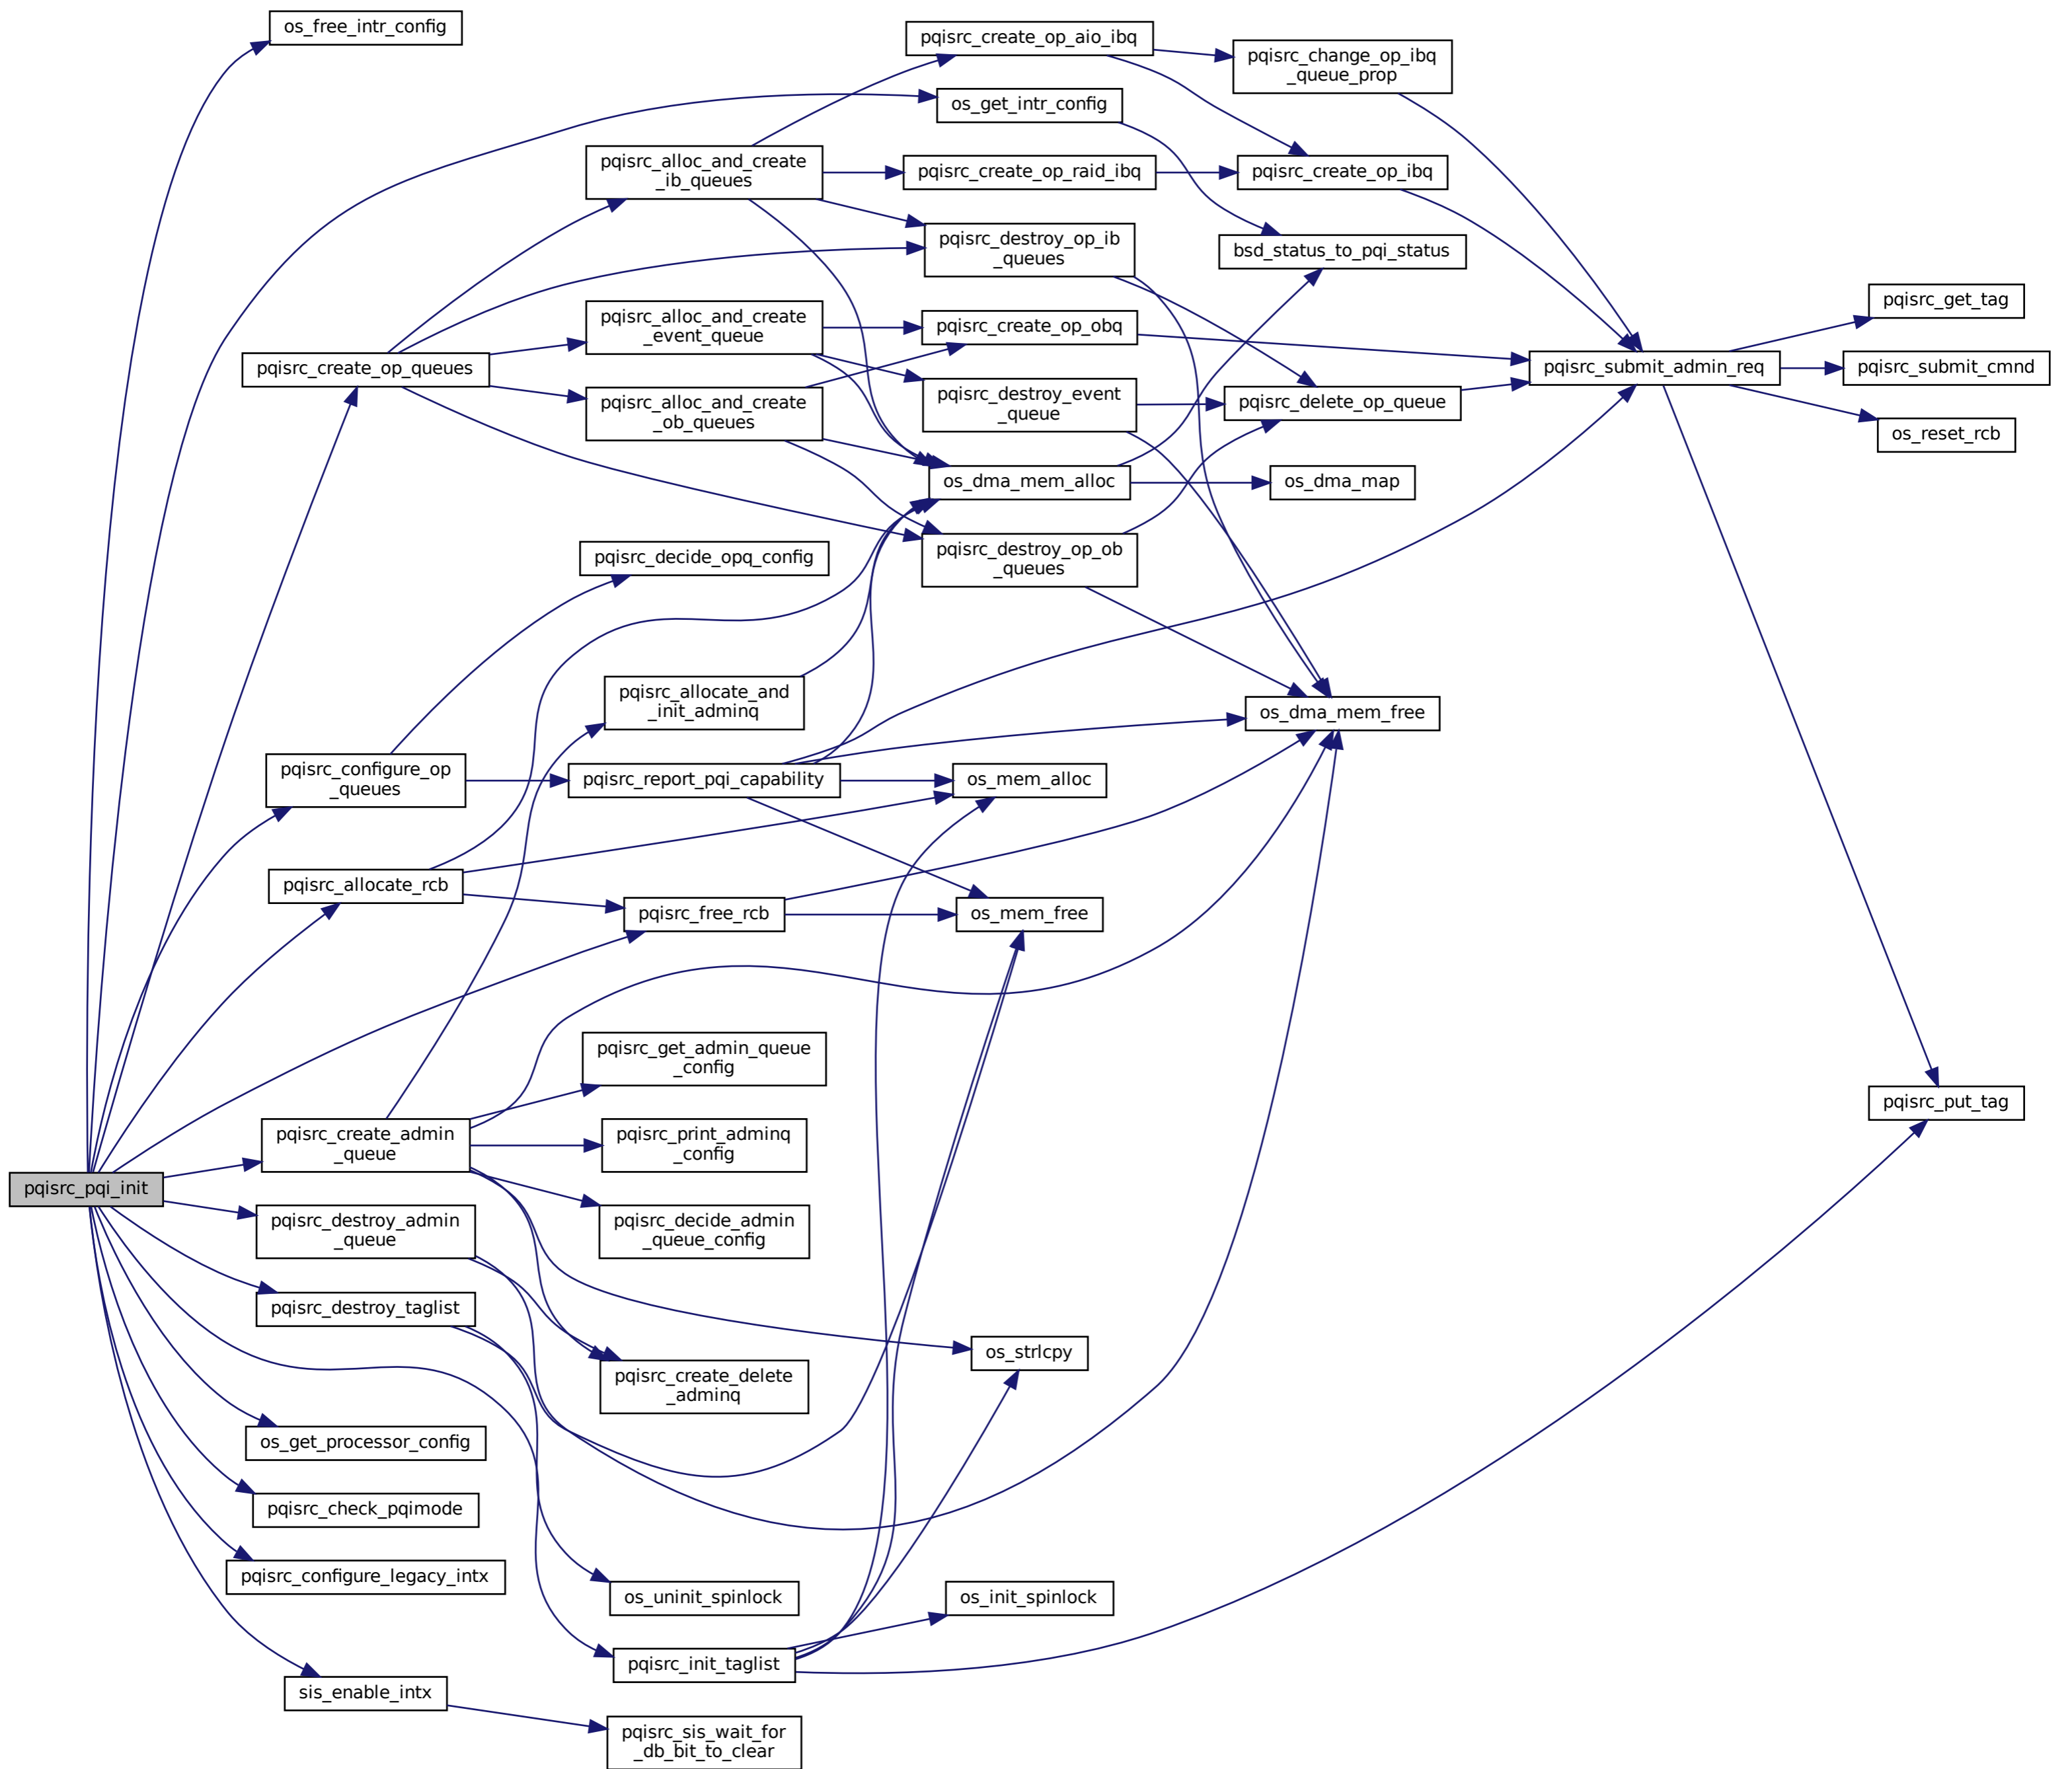 os_free_intr_config
pqisrc_create_op_aio_ibq
pqisrc_change_op_ibq
_queue_prop
os_get_intr_config
pqisrc_alloc_and_create
_ib_queues
pqisrc_create_op_raid_ibq
pqisrc_create_op_ibq
pqisrc_destroy_op_ib
_queues
bsd_status_to_pqi_status
pqisrc_get_tag
pqisrc_alloc_and_create
_event_queue
pqisrc_create_op_obq
pqisrc_create_op_queues
pqisrc_submit_admin_req
pqisrc_submit_cmnd
pqisrc_alloc_and_create
_ob_queues
pqisrc_destroy_event
_queue
pqisrc_delete_op_queue
os_reset_rcb
os_dma_mem_alloc
os_dma_map
pqisrc_decide_opq_config
pqisrc_destroy_op_ob
_queues
pqisrc_allocate_and
_init_adminq
os_dma_mem_free
pqisrc_configure_op
_queues
pqisrc_report_pqi_capability
os_mem_alloc
pqisrc_allocate_rcb
pqisrc_free_rcb
os_mem_free
pqisrc_get_admin_queue
_config
pqisrc_put_tag
pqisrc_create_admin
_queue
pqisrc_print_adminq
_config
pqisrc_pqi_init
pqisrc_destroy_admin
_queue
pqisrc_decide_admin
_queue_config
pqisrc_destroy_taglist
os_strlcpy
pqisrc_create_delete
_adminq
os_get_processor_config
pqisrc_check_pqimode
pqisrc_configure_legacy_intx
os_uninit_spinlock
os_init_spinlock
pqisrc_init_taglist
sis_enable_intx
pqisrc_sis_wait_for
_db_bit_to_clear